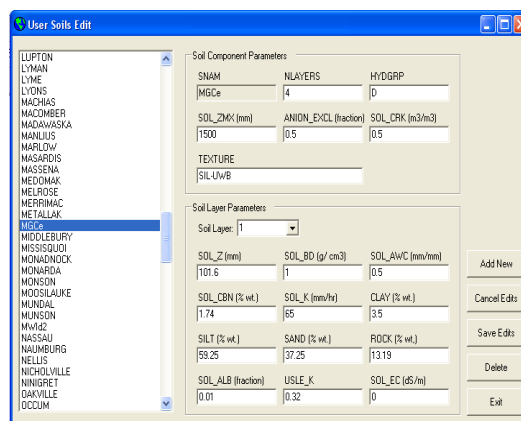 User Soils Edit
LUPTON
LYMAN
LYME
LYONS
MACHIAS
MACOMBER
MADAWASKA
MANLIUS
MARLOW
MASARDIS
MASSENA
MEDOMAK
MELROSE
MERRIMAC
METALLAK
MGCe
MIDDLEBURY
MISSISQUOI
MONADNOCK
MONARDA
MONSON
MOOSILAUKE
MUNDAL
MUNSON
MWId2
NASSAU
NAUMBURG
NELLIS
NICHOLVILLE
NINIGRET
OAKVILLE
OCCUM
Soil Component Parameters
SNAM NLAYERS HYDGRP
MGCe 4 D
SOL_ZMX (mm) ANION_EXCL (fraction) SOL_CRK (m3/m3)
1500 0.5 0.5
TEXTURE
SIL-UWB
Soil Layer Parameters
Soil Layer: 1
SOL_Z (mm) SOL_BD (g/ cm3) SOL_AWC (mm/mm)
101.6 1 0.5
SOL_CBN (% wt.) SOL_K (mm/hr) CLAY (% wt.)
1.74 65 3.5
SILT (% wt.) SAND (% wt.) ROCK (% wt.)
59.25 37.25 13.19
SOL_ALB (fraction) USLE_K SOL_EC (dS/m)
0.01 0.32 0
Add New
Cancel Edits
Save Edits
Delete
Exit